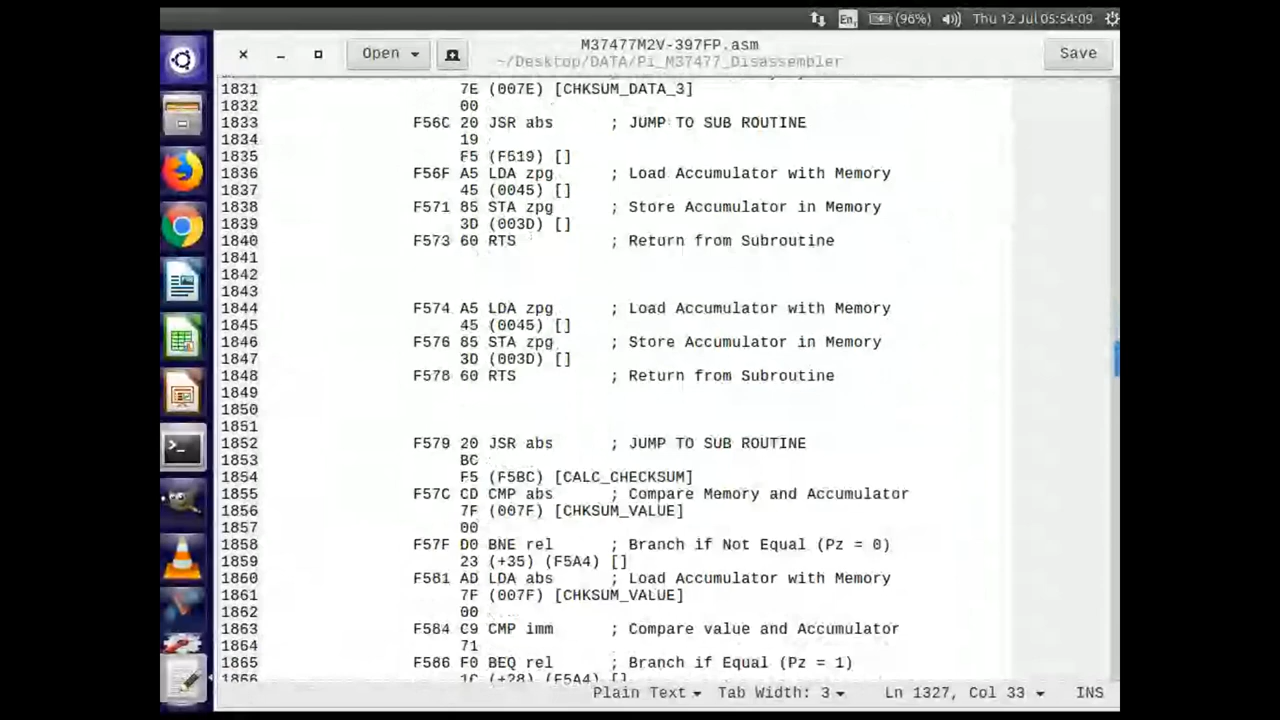 En (96%) Thu 12 Jul 05:54:09
Open M37477M2V-397FP.asm Save
~/Desktop/DATA/Pi_M37477_Disassembler
1831 7E (007E) [CHKSUM_DATA_3]
1832 00
1833 F56C 20 JSR abs ; JUMP TO SUB ROUTINE
1834 19
1835 F5 (F519) []
1836 F56F A5 LDA zpg ; Load Accumulator with Memory
1837 45 (0045) []
1838 F571 85 STA zpg ; Store Accumulator in Memory
1839 3D (003D) []
1840 F573 60 RTS ; Return from Subroutine
1841
1842
1843
1844 F574 A5 LDA zpg ; Load Accumulator with Memory
1845 45 (0045) []
1846 F576 85 STA zpg ; Store Accumulator in Memory
1847 3D (003D) []
1848 F578 60 RTS ; Return from Subroutine
1849
1850
1851
1852 F579 20 JSR abs ; JUMP TO SUB ROUTINE
1853 BC
1854 F5 (F5BC) [CALC_CHECKSUM]
1855 F57C CD CMP abs ; Compare Memory and Accumulator
1856 7F (007F) [CHKSUM_VALUE]
1857 00
1858 F57F D0 BNE rel ; Branch if Not Equal (Pz = 0)
1859 23 (+35) (F5A4) []
1860 F581 AD LDA abs ; Load Accumulator with Memory
1861 7F (007F) [CHKSUM_VALUE]
1862 00
1863 F584 C9 CMP imm ; Compare value and Accumulator
1864 71
1865 F586 F0 BEQ rel ; Branch if Equal (Pz = 1)
1866 1C (+28) (F5A4) []
Plain Text Tab Width: 3 Ln 1327, Col 33 INS